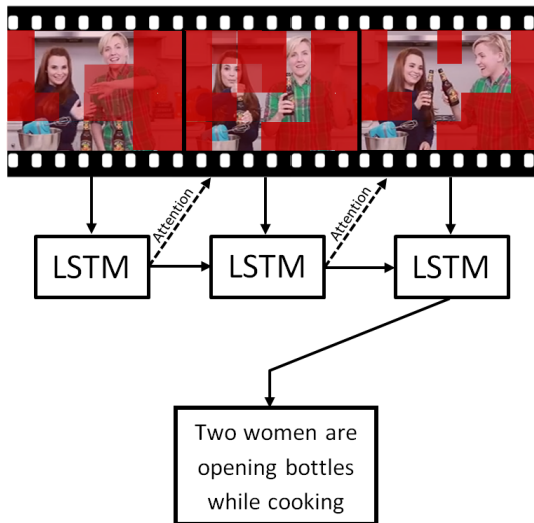 Attention
Attention
LSTM
LSTM
LSTM
Two women are
opening bottles
while cooking